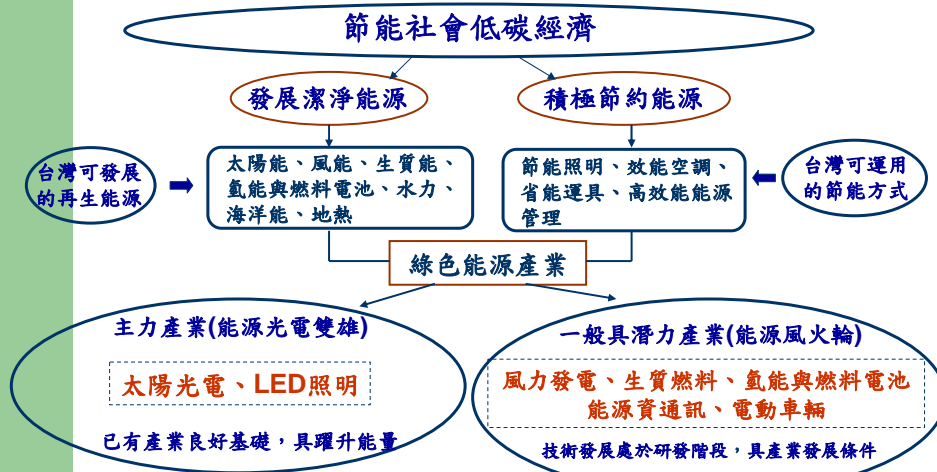 節能社會低碳經濟
發展潔淨能源
積極節約能源
台灣可發展
的再生能源
太陽能、風能、生質能、
氫能與燃料電池、水力、
海洋能、地熱
節能照明、效能空調、
省能運具、高效能能源
管理
台灣可運用
的節能方式
綠色能源產業
主力產業(能源光電雙雄)
太陽光電、LED照明
已有產業良好基礎，具躍升能量
一般具潛力產業(能源風火輪)
風力發電、生質燃料、氫能與燃料電池
能源資通訊、電動車輛
技術發展處於研發階段，具產業發展條件